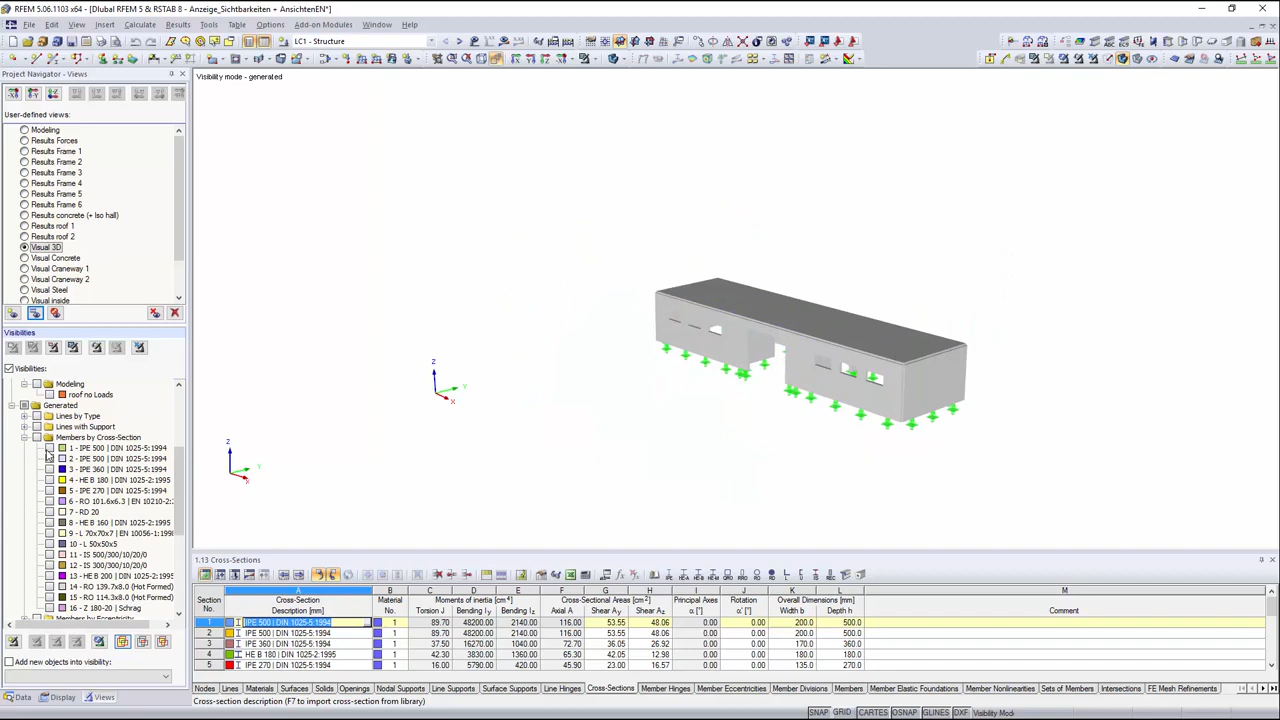 RFEM 5.06.1103 x64 - [Dlubal RFEM 5 & RSTAB 8 - Anzeige_Sichtbarkeiten + AnsichtenEN*]
File Edit View Insert Calculate Results Tools Table Options Add-on Modules Window Help
LC1 - Structure
Project Navigator - Views
Visibility mode - generated
User-defined views:
Modeling
Results Forces
Results Frame 1
Results Frame 2
Results Frame 3
Results Frame 4
Results Frame 5
Results Frame 6
Results concrete (+ Iso hall)
Results roof 1
Results roof 2
Visual 3D
Visual Concrete
Visual Craneway 1
Visual Craneway 2
Visual Steel
Visual inside
Visibilities
Visibilities:
Modeling
roof no Loads
Generated
Lines by Type
Lines with Support
Members by Cross-Section
1 - IPE 500 | DIN 1025-5:1994
2 - IPE 500 | DIN 1025-5:1994
3 - IPE 360 | DIN 1025-5:1994
4 - HE B 180 | DIN 1025-2:1995
5 - IPE 270 | DIN 1025-5:1994
6 - RO 101.6x6.3 | EN 10210-2:
7 - RD 20
8 - HE B 160 | DIN 1025-2:1995
9 - L 70x70x7 | EN 10056-1:1998
10 - L 50x50x5
11 - IS 500/300/10/20/0
12 - IS 600/300/10/20/0
13 - HE B 200 | DIN 1025-2:1995
14 - RO 139.7x8.0 (Hot Formed)
15 - RO 114.3x8.0 (Hot Formed)
16 - Z 180-20 | Schrag
Members by Eccentricity
Add new objects into visibility:
Data Display Views
Z Y X
Z Y X
1.13 Cross-Sections
A B C D E F G H I J K L M
Section Cross-Section Material Moments of inertia [cm⁴] Cross-Sectional Areas [cm²] Principal Axes Rotation Overall Dimensions [mm]
No. Description [mm] No. Torsion J Bending Iy Bending Iz Axial A Shear Ay Shear Az α [°] α' [°] Width b Depth h Comment
1 IPE 500 | DIN 1025-5:1994 1 89.70 48200.00 2140.00 116.00 53.55 48.06 0.00 0.00 200.0 500.0
2 IPE 500 | DIN 1025-5:1994 1 89.70 48200.00 2140.00 116.00 53.55 48.06 0.00 0.00 200.0 500.0
3 IPE 360 | DIN 1025-5:1994 1 37.50 16270.00 1040.00 72.70 36.05 26.92 0.00 0.00 170.0 360.0
4 HE B 180 | DIN 1025-2:1995 1 42.30 3830.00 1360.00 65.30 42.05 12.98 0.00 0.00 180.0 180.0
5 IPE 270 | DIN 1025-5:1994 1 16.00 5790.00 420.00 45.90 23.00 16.57 0.00 0.00 135.0 270.0
Nodes Lines Materials Surfaces Solids Openings Nodal Supports Line Supports Surface Supports Line Hinges Cross-Sections Member Hinges Member Eccentricities Member Divisions Members Member Elastic Foundations Member Nonlinearities Sets of Members Intersections FE Mesh Refinements
Cross-section description (F7 to import cross-section from library)
SNAP GRID CARTES OSNAP GLINES DXF Visibility Mod